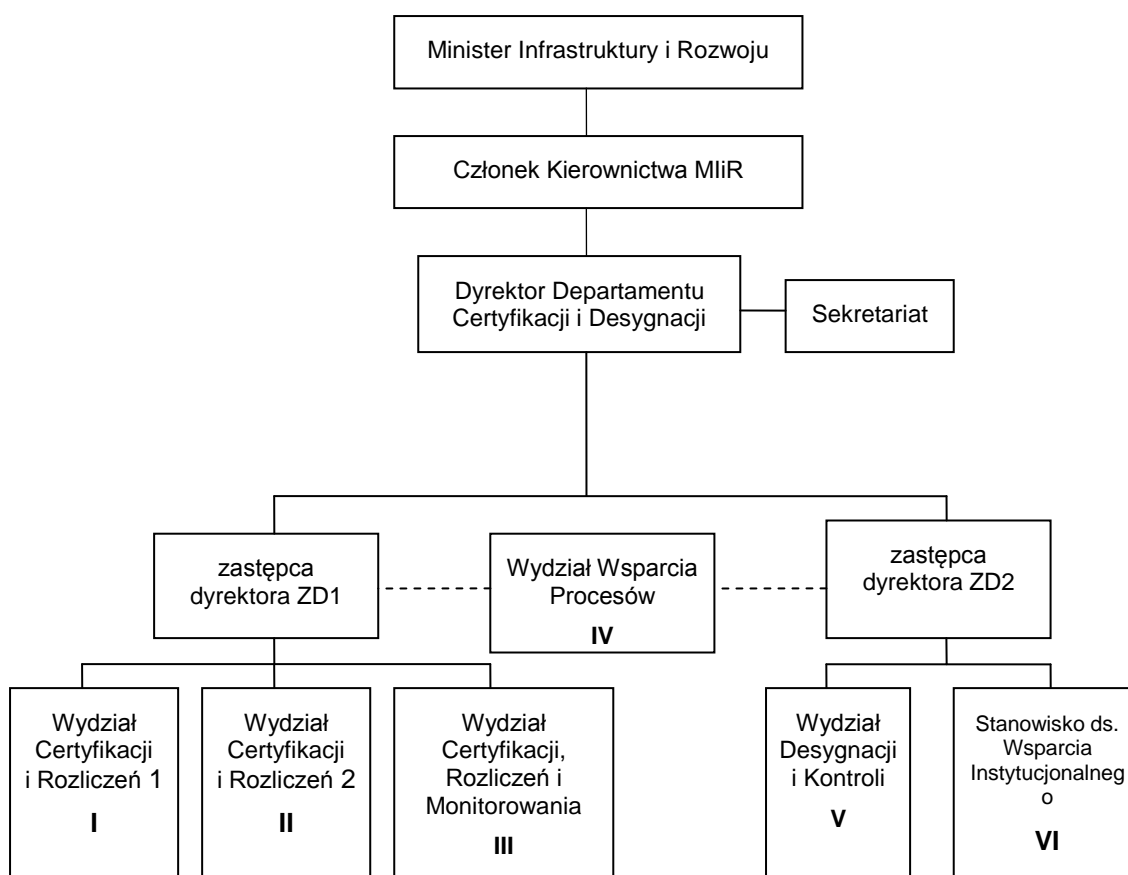 Minister Infrastruktury i Rozwoju
Członek Kierownictwa MIiR
Dyrektor Departamentu
Certyfikacji i Desygnacji
Sekretariat
zastępca
dyrektora ZD1
Wydział Wsparcia
Procesów
IV
zastępca
dyrektora ZD2
Wydział
Certyfikacji
i Rozliczeń 1
I
Wydział
Certyfikacji
i Rozliczeń 2
II
Wydział
Certyfikacji,
Rozliczeń i
Monitorowania
III
Wydział
Desygnacji
i Kontroli
V
Stanowisko ds.
Wsparcia
Instytucjonalneg
o
VI